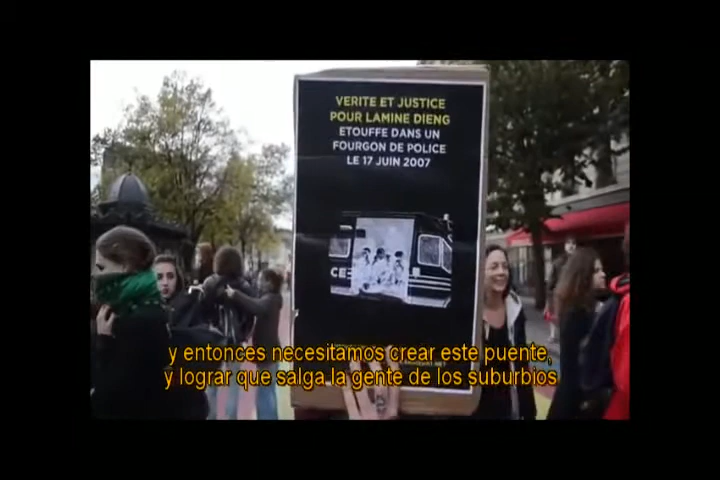 VERITE ET JUSTICE
POUR LAMINE DIENG
ETOUFFE DANS UN
FOURGON DE POLICE
LE 17 JUIN 2007
CE
y entonces necesitamos crear este puente,
y lograr que salga la gente de los suburbios